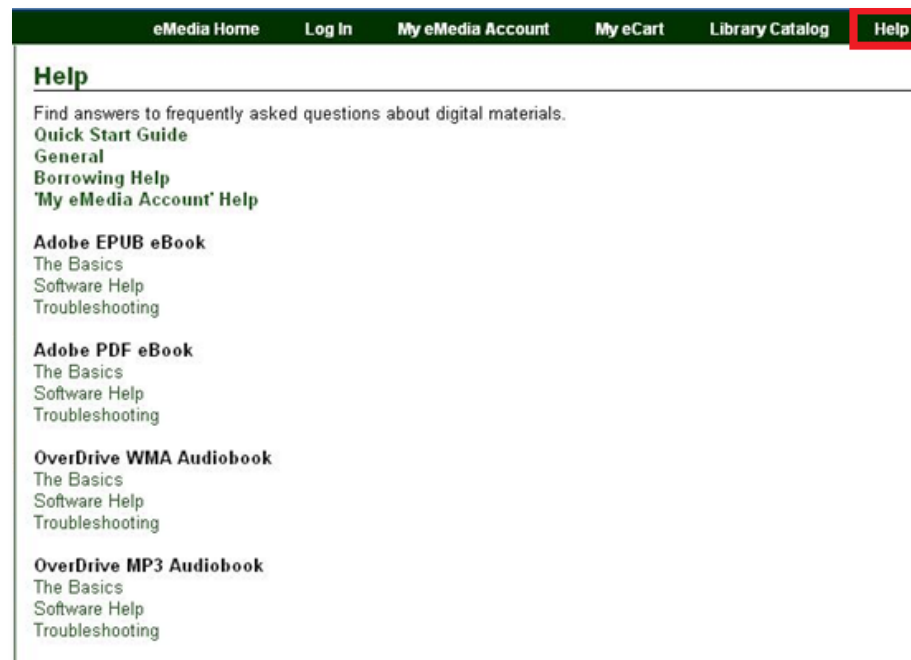 eMedia Home Log In My eMedia Account My eCart Library Catalog Help
Help
Find answers to frequently asked questions about digital materials.
Quick Start Guide
General
Borrowing Help
'My eMedia Account' Help
Adobe EPUB eBook
The Basics
Software Help
Troubleshooting
Adobe PDF eBook
The Basics
Software Help
Troubleshooting
OverDrive WMA Audiobook
The Basics
Software Help
Troubleshooting
OverDrive MP3 Audiobook
The Basics
Software Help
Troubleshooting